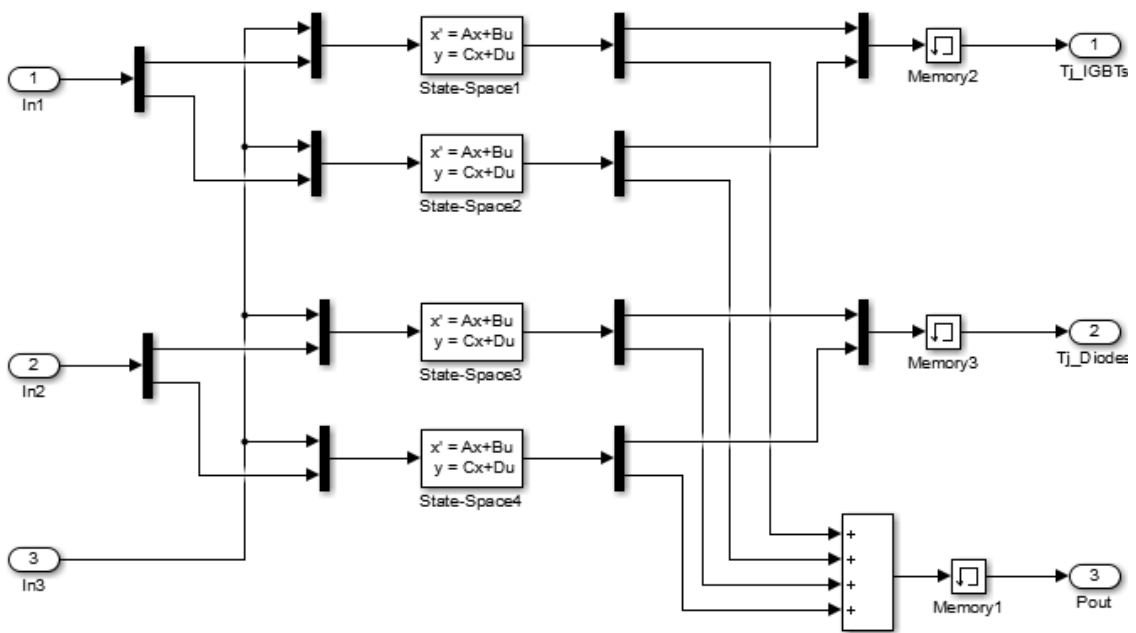 x' = Ax+Bu
y = Cx+Du
State-Space1
1
In1
Memory2
1
Tj_IGBTs
x' = Ax+Bu
y = Cx+Du
State-Space2
x' = Ax+Bu
y = Cx+Du
State-Space3
2
In2
Memory3
2
Tj_Diodes
x' = Ax+Bu
y = Cx+Du
State-Space4
3
In3
+
+
+
+
Memory1
3
Pout